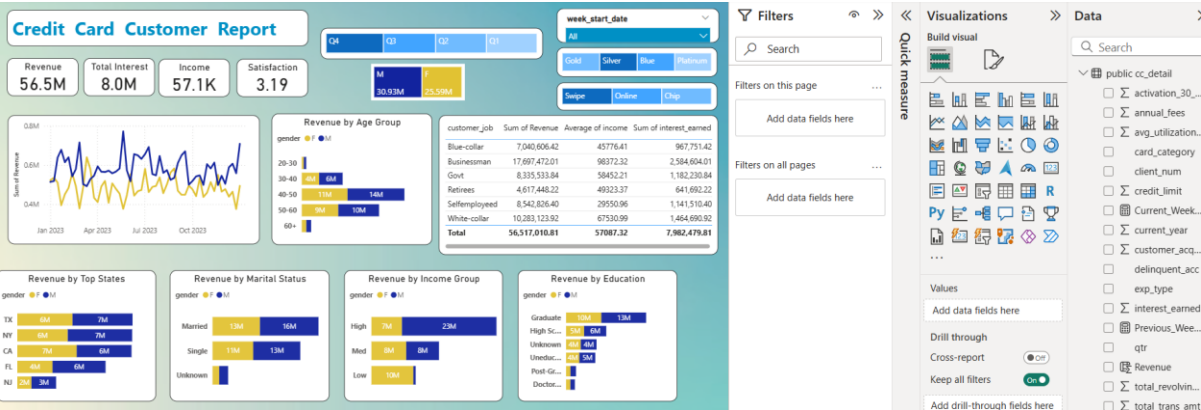 Credit Card Customer Report
Revenue
56.5M
Total Interest
8.0M
Income
57.1K
Satisfaction
3.19
Q4 Q3 Q2 Q1
M
30.93M
F
25.59M
week_start_date
All
Gold Silver Blue Platinum
Swipe Online Chip
Sum of Revenue
0.8M
0.6M
0.4M
Jan 2023 Apr 2023 Jul 2023 Oct 2023
Revenue by Age Group
gender F M
20-30
30-40 4M 6M
40-50 11M 14M
50-60 9M 10M
60+
customer_job Sum of Revenue Average of income Sum of interest_earned
Blue-collar 7,040,606.42 45776.41 967,751.42
Businessman 17,697,472.01 98372.32 2,584,604.01
Govt 8,335,533.84 58452.21 1,182,230.84
Retirees 4,617,448.22 49323.37 641,692.22
Selfemployeed 8,542,826.40 29550.96 1,141,510.40
White-collar 10,283,123.92 67530.99 1,464,690.92
Total 56,517,010.81 57087.32 7,982,479.81
Revenue by Top States
gender F M
TX 6M 7M
NY 6M 7M
CA 7M 6M
FL 4M 6M
NJ 2M 3M
Revenue by Marital Status
gender F M
Married 13M 16M
Single 11M 13M
Unknown
Revenue by Income Group
gender F M
High 7M 23M
Med 8M 8M
Low 10M
Revenue by Education
gender F M
Graduate 10M 13M
High Sc... 5M 6M
Unknown 4M 4M
Uneduc... 4M 5M
Post-Gr...
Doctor...
Filters
Search
Filters on this page ...
Add data fields here
Filters on all pages ...
Add data fields here
Quick measure
Visualizations
Build visual
123
R
Py
...
Values
Add data fields here
Drill through
Cross-report Off
Keep all filters On
Add drill-through fields here
Data
Search
public cc_detail
activation_30_...
annual_fees
avg_utilization...
card_category
client_num
credit_limit
Current_Week...
current_year
customer_acq...
delinquent_acc
exp_type
interest_earned
Previous_Wee...
qtr
Revenue
total_revolvin...
total_trans_amt